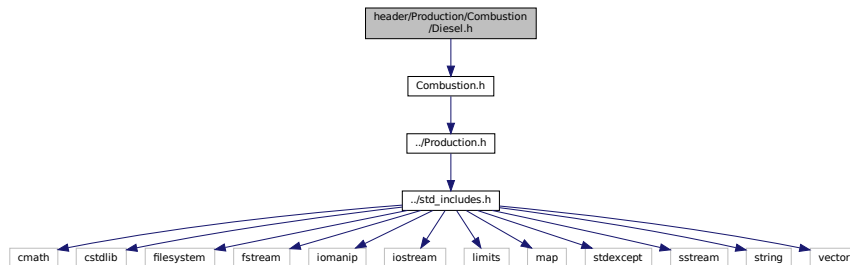 header/Production/Combustion
/Diesel.h
Combustion.h
../Production.h
../std_includes.h
cmath
cstdlib
filesystem
fstream
iomanip
iostream
limits
map
stdexcept
sstream
string
vector